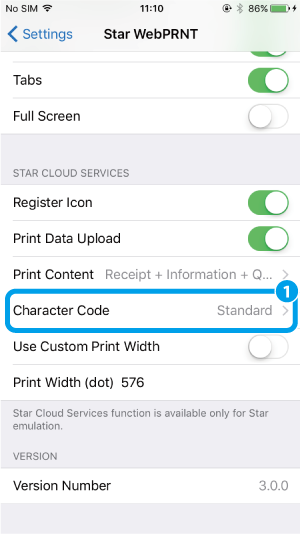 No SIM 11:10 86%
Settings Star WebPRNT
Tabs
Full Screen
STAR CLOUD SERVICES
Register Icon
Print Data Upload
Print Content Receipt + Information + Q...
1
Character Code Standard
Use Custom Print Width
Print Width (dot) 576
Star Cloud Services function is available only for Star
emulation.
VERSION
Version Number 3.0.0